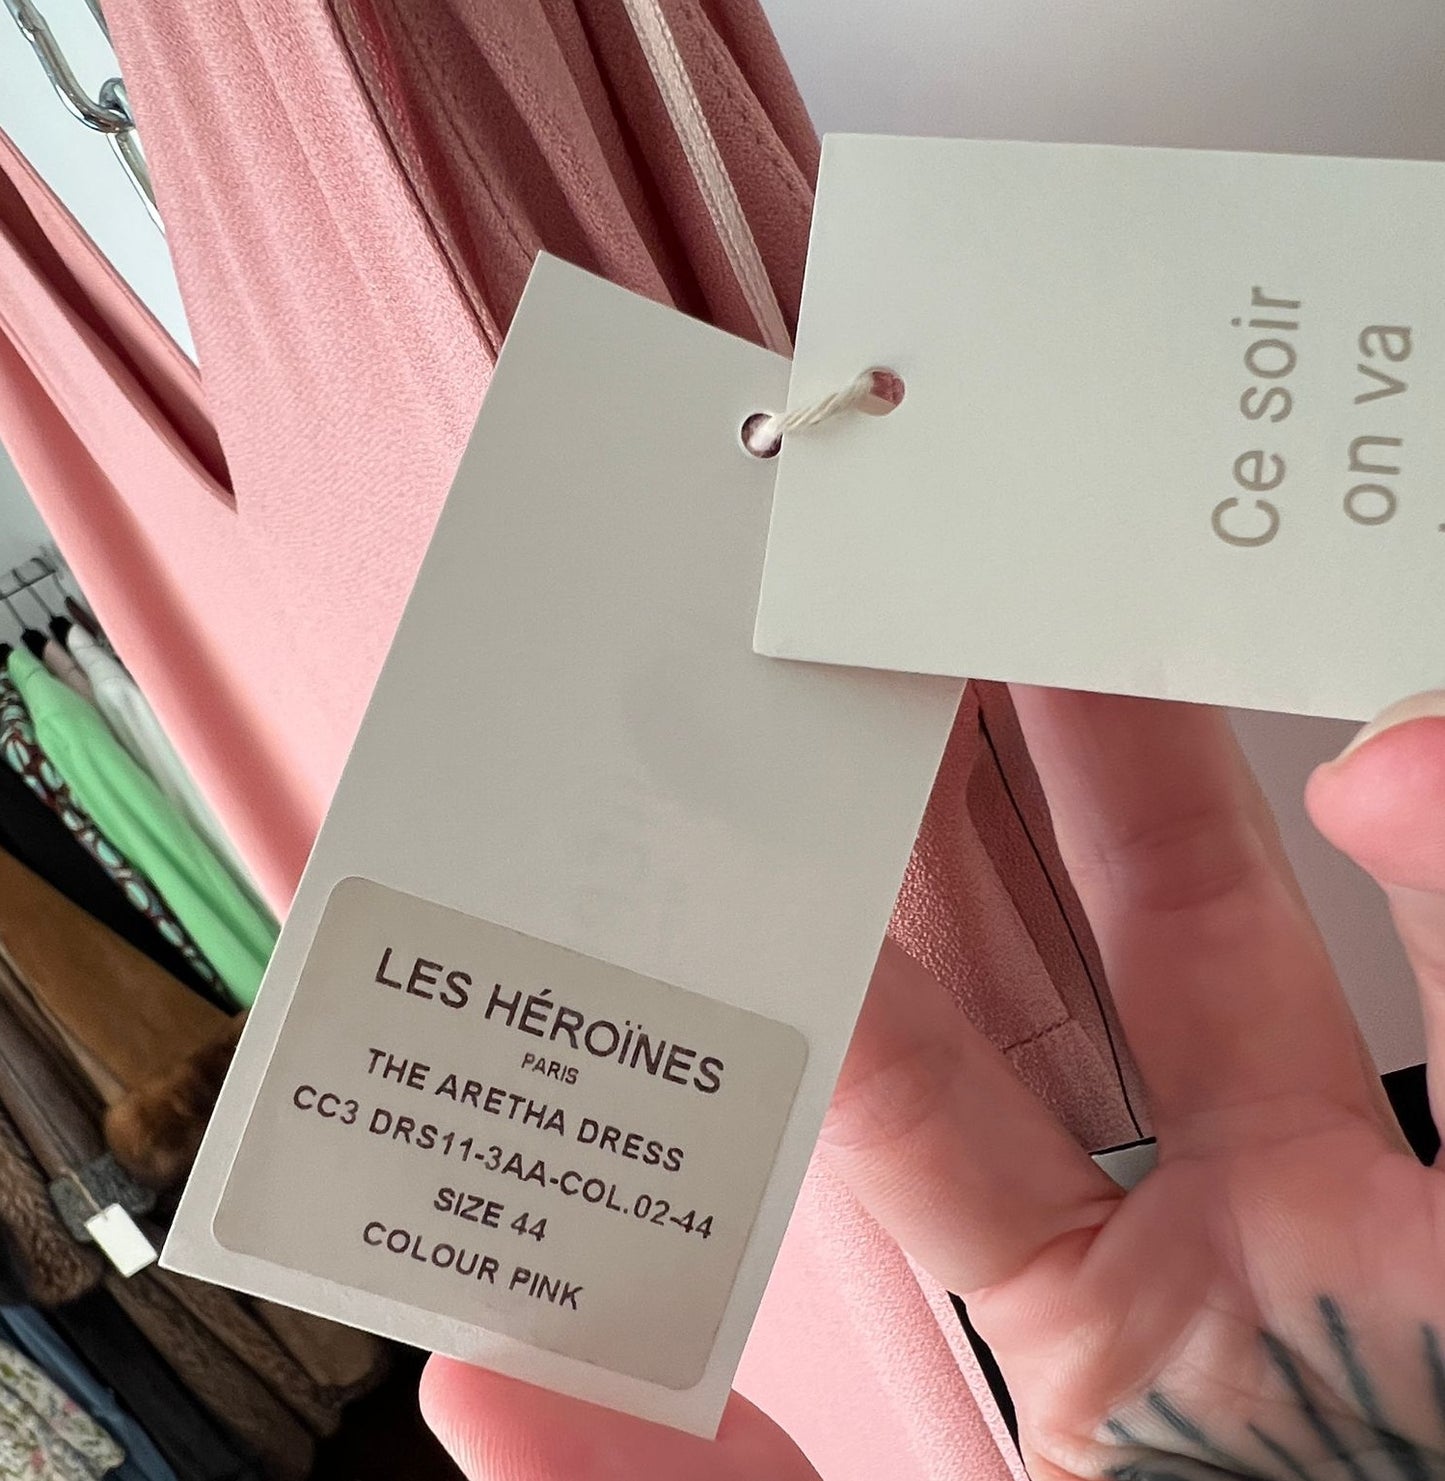 LES HÉROÏNES
PARIS
THE ARETHA DRESS
CC3 DRS11-3AA-COL.02-44
SIZE 44
COLOUR PINK
Ce soir
on va